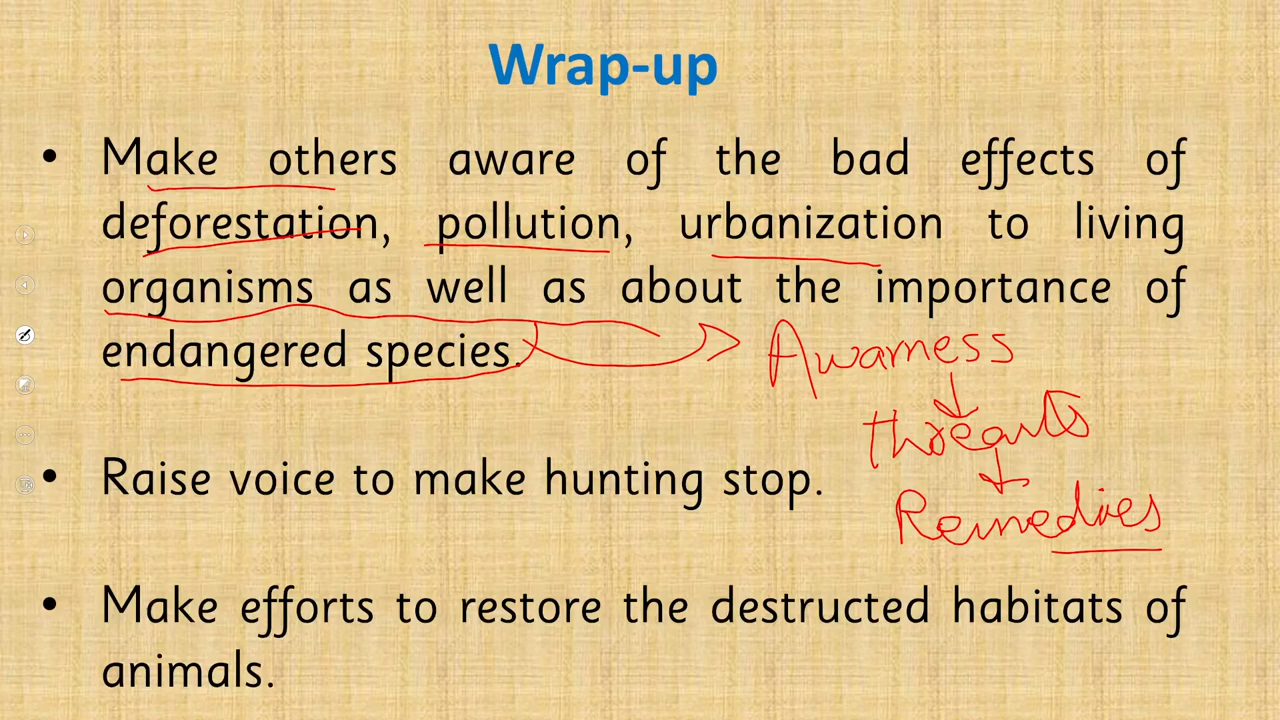 Wrap-up
• Make others aware of the bad effects of
deforestation, pollution, urbanization to living
organisms as well as about the importance of
endangered species.
Awarness
threats
• Raise voice to make hunting stop.
Remedies
• Make efforts to restore the destructed habitats of
animals.